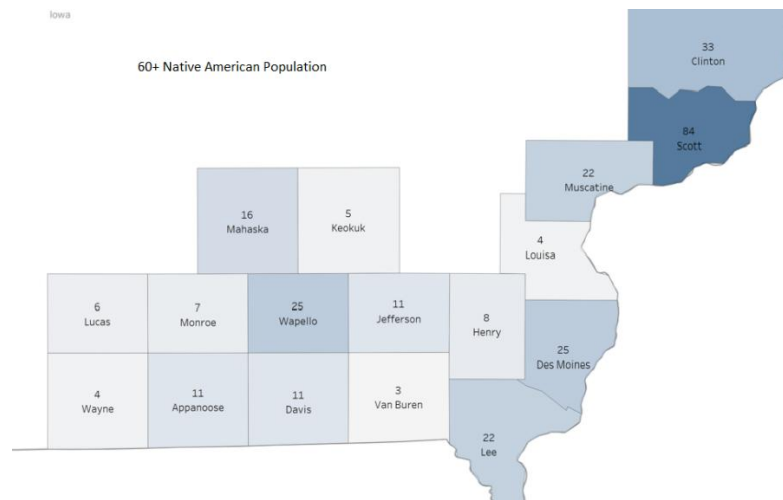 Iowa
60+ Native American Population
33
Clinton
84
Scott
22
Muscatine
16
Mahaska
5
Keokuk
4
Louisa
6
Lucas
7
Monroe
25
Wapello
11
Jefferson
8
Henry
25
Des Moines
4
Wayne
11
Appanoose
11
Davis
3
Van Buren
22
Lee